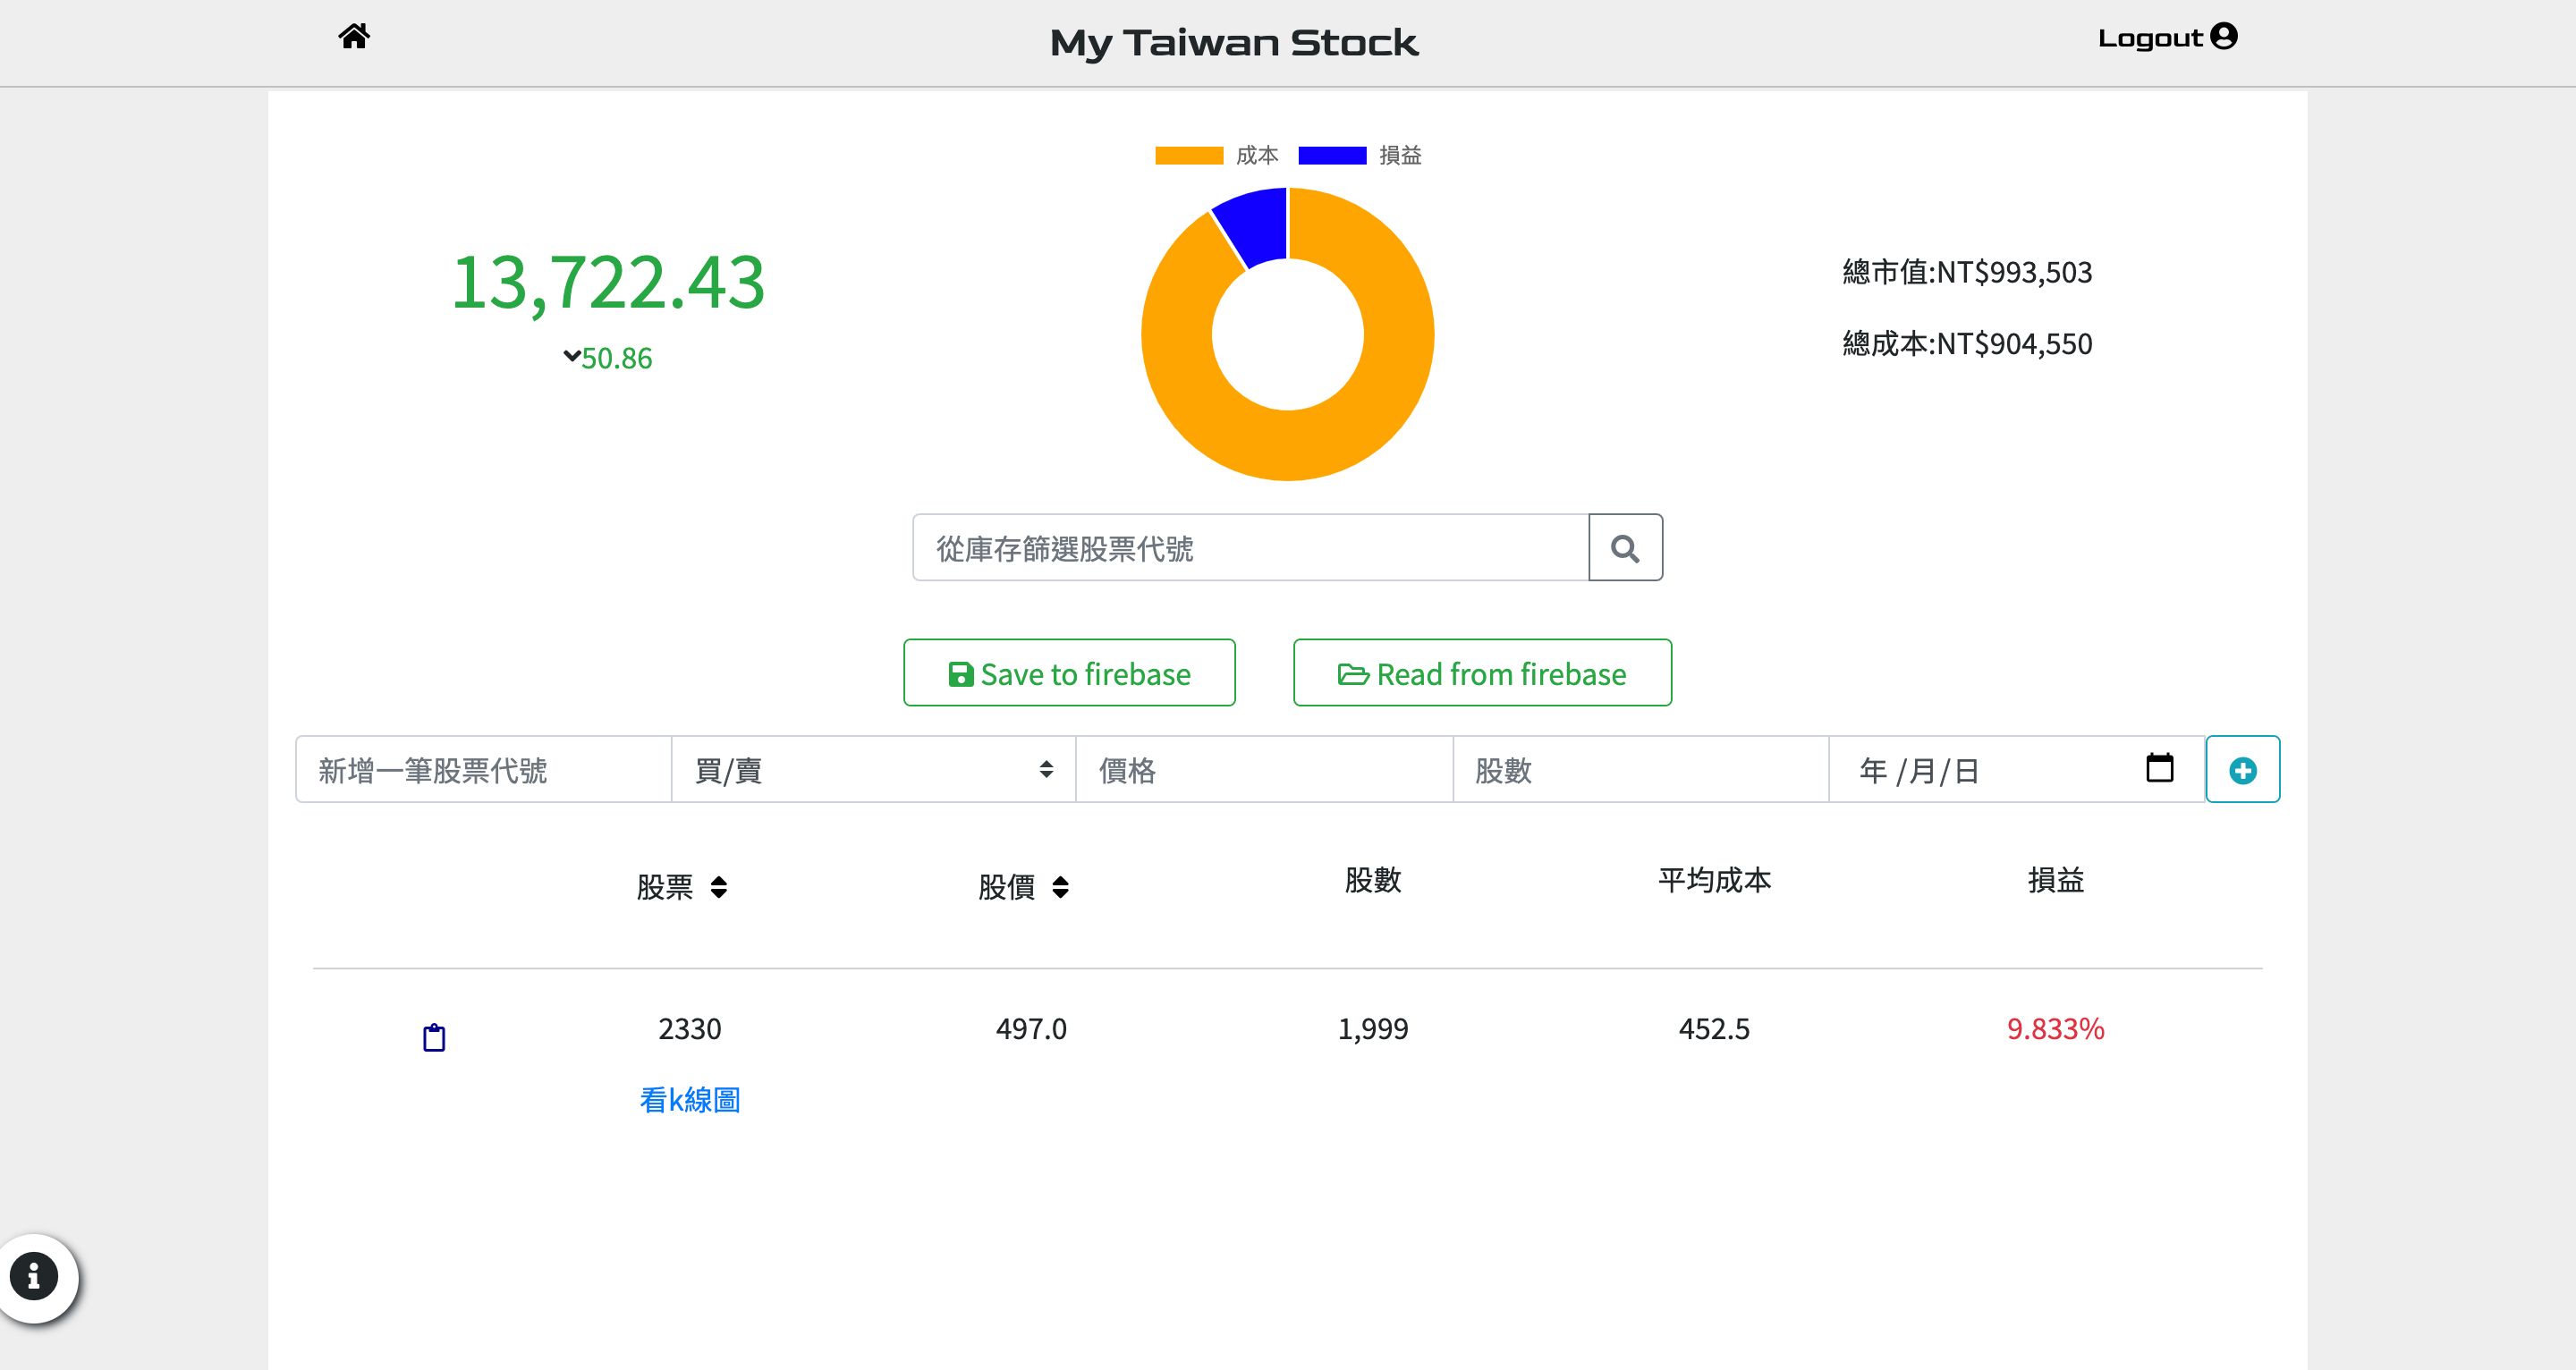 My Taiwan Stock
Logout
成本 損益
13,722.43
50.86
總市值:NT$993,503
總成本:NT$904,550
從庫存篩選股票代號
Save to firebase Read from firebase
新增一筆股票代號 買/賣 價格 股數 年 /月/日
股票 股價 股數 平均成本 損益
2330 497.0 1,999 452.5 9.833%
看k線圖